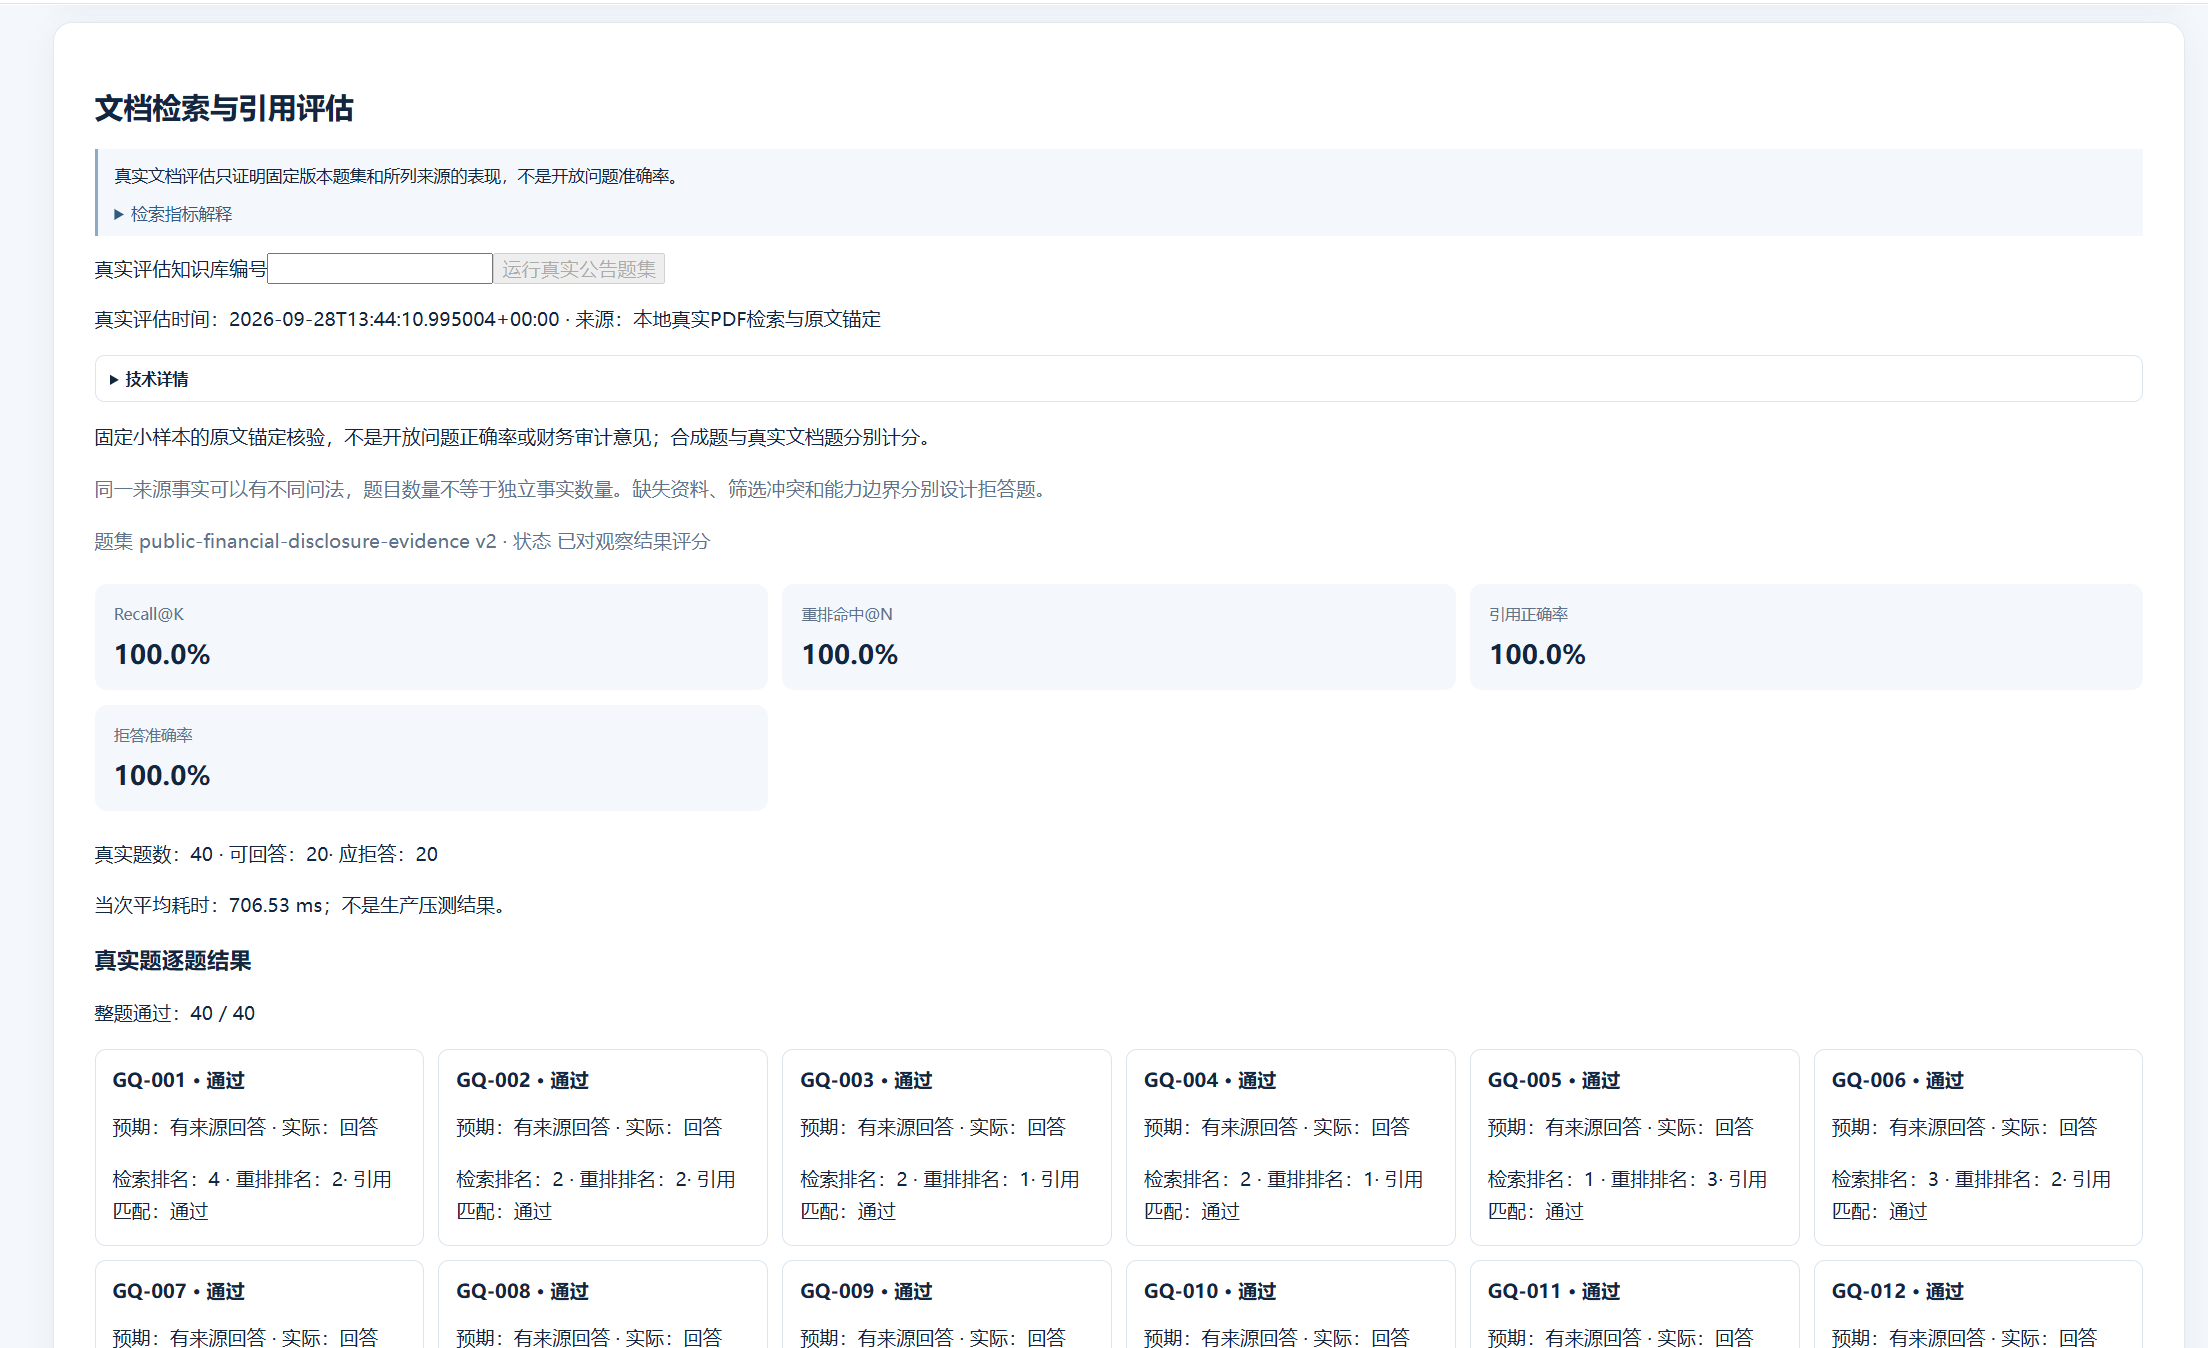 文档检索与引用评估
真实文档评估只证明固定版本题集和所列来源的表现，不是开放问题准确率。
▶ 检索指标解释
真实评估知识库编号 运行真实公告题集
真实评估时间：2026-09-28T13:44:10.995004+00:00 · 来源：本地真实PDF检索与原文锚定
▶ 技术详情
固定小样本的原文锚定核验，不是开放问题正确率或财务审计意见；合成题与真实文档题分别计分。
同一来源事实可以有不同问法，题目数量不等于独立事实数量。缺失资料、筛选冲突和能力边界分别设计拒答题。
题集 public-financial-disclosure-evidence v2 · 状态 已对观察结果评分
Recall@K
100.0%
重排命中@N
100.0%
引用正确率
100.0%
拒答准确率
100.0%
真实题数：40 · 可回答：20· 应拒答：20
当次平均耗时：706.53 ms；不是生产压测结果。
真实题逐题结果
整题通过：40 / 40
GQ-001 • 通过
预期：有来源回答 · 实际：回答
检索排名：4 · 重排排名：2· 引用
匹配：通过
GQ-002 • 通过
预期：有来源回答 · 实际：回答
检索排名：2 · 重排排名：2· 引用
匹配：通过
GQ-003 • 通过
预期：有来源回答 · 实际：回答
检索排名：2 · 重排排名：1· 引用
匹配：通过
GQ-004 • 通过
预期：有来源回答 · 实际：回答
检索排名：2 · 重排排名：1· 引用
匹配：通过
GQ-005 • 通过
预期：有来源回答 · 实际：回答
检索排名：1 · 重排排名：3· 引用
匹配：通过
GQ-006 • 通过
预期：有来源回答 · 实际：回答
检索排名：3 · 重排排名：2· 引用
匹配：通过
GQ-007 • 通过
预期：有来源回答 · 实际：回答
GQ-008 • 通过
预期：有来源回答 · 实际：回答
GQ-009 • 通过
预期：有来源回答 · 实际：回答
GQ-010 • 通过
预期：有来源回答 · 实际：回答
GQ-011 • 通过
预期：有来源回答 · 实际：回答
GQ-012 • 通过
预期：有来源回答 · 实际：回答